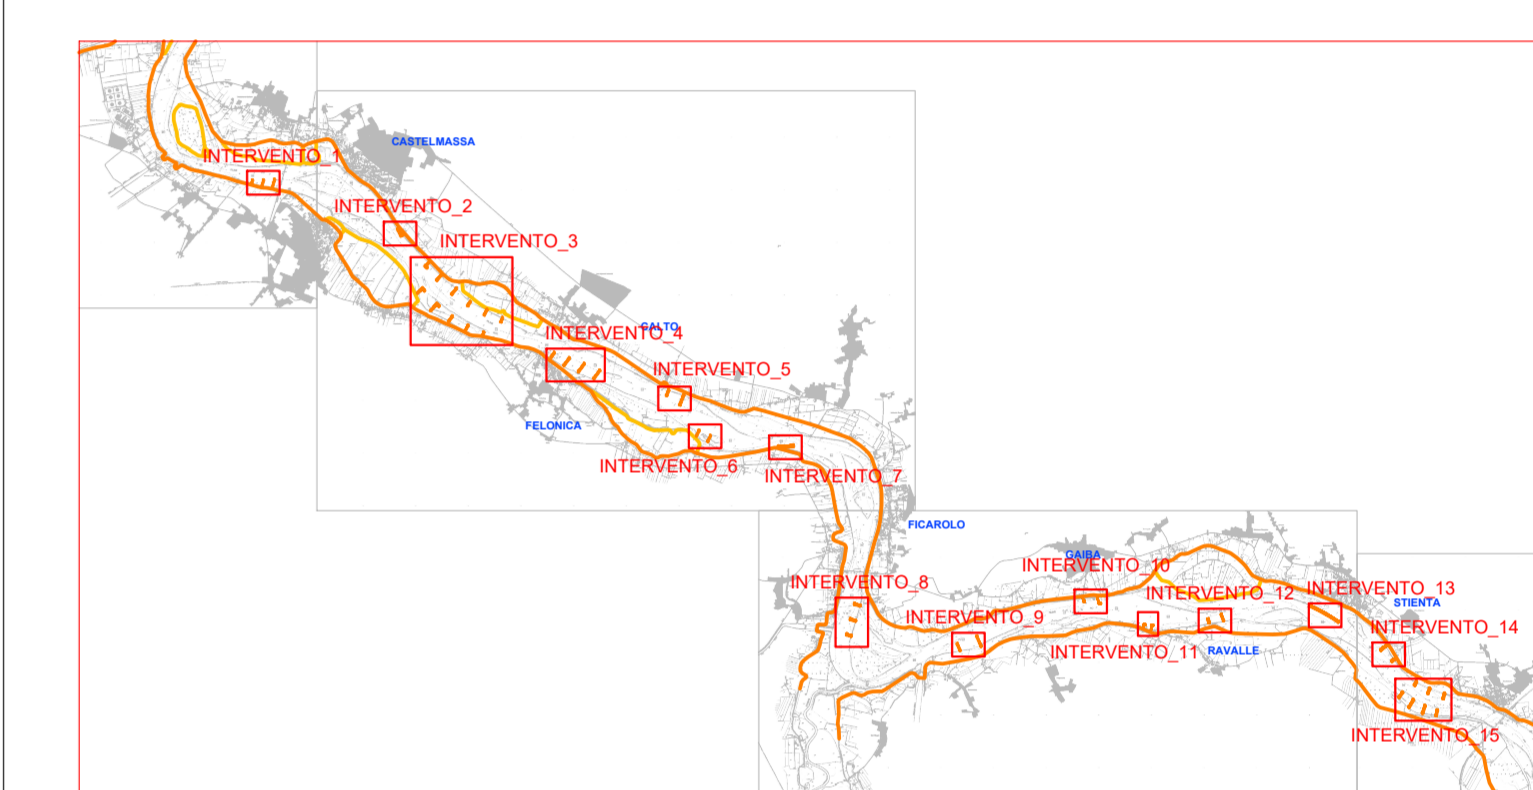 CASTELMASSA
INTERVENTO_1
INTERVENTO_2
INTERVENTO_3
CALTO
INTERVENTO_4
INTERVENTO_5
FELONICA
INTERVENTO_6
INTERVENTO_7
FICAROLO
GAIBA
INTERVENTO_10
INTERVENTO_8
INTERVENTO_12
INTERVENTO_13
STIENTA
INTERVENTO_9
INTERVENTO_14
INTERVENTO_11
RAVALLE
INTERVENTO_15